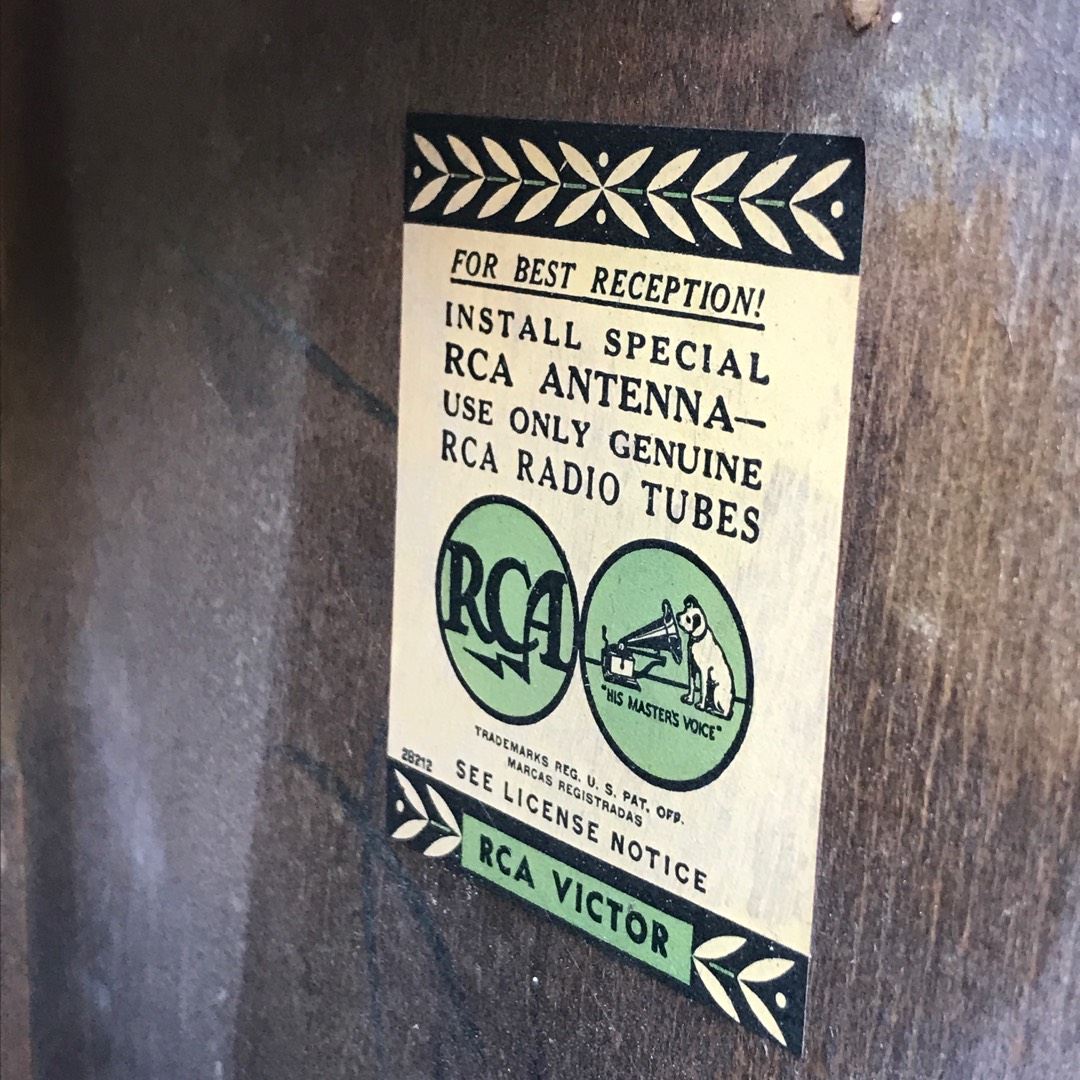 FOR BEST RECEPTION!
INSTALL SPECIAL
RCA ANTENNA—
USE ONLY GENUINE
RCA RADIO TUBES
RCA
"HIS MASTER'S VOICE"
TRADEMARKS REG. U. S. PAT. OFF.
MARCAS REGISTRADAS
28212
SEE LICENSE NOTICE
RCA VICTOR